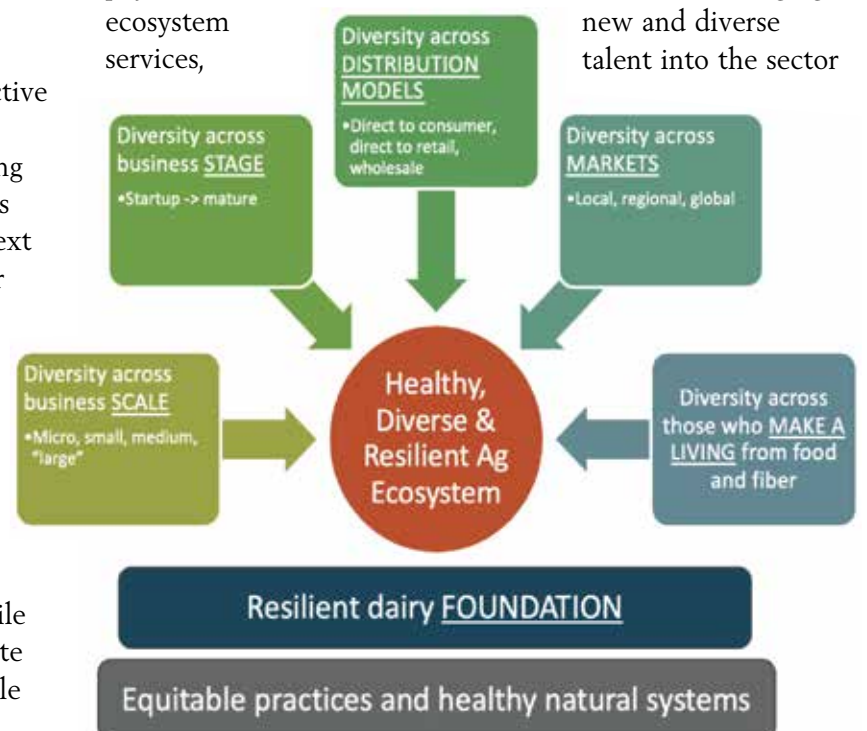 ecosystem
services,
new and diverse
talent into the sector
Diversity across
DISTRIBUTION
MODELS
•Direct to consumer,
direct to retail,
wholesale
Diversity across
business STAGE
•Startup -> mature
Diversity across
MARKETS
•Local, regional, global
Diversity across
business SCALE
•Micro, small, medium,
"large"
Healthy,
Diverse &
Resilient Ag
Ecosystem
Diversity across
those who MAKE A
LIVING from food
and fiber
Resilient dairy FOUNDATION
Equitable practices and healthy natural systems